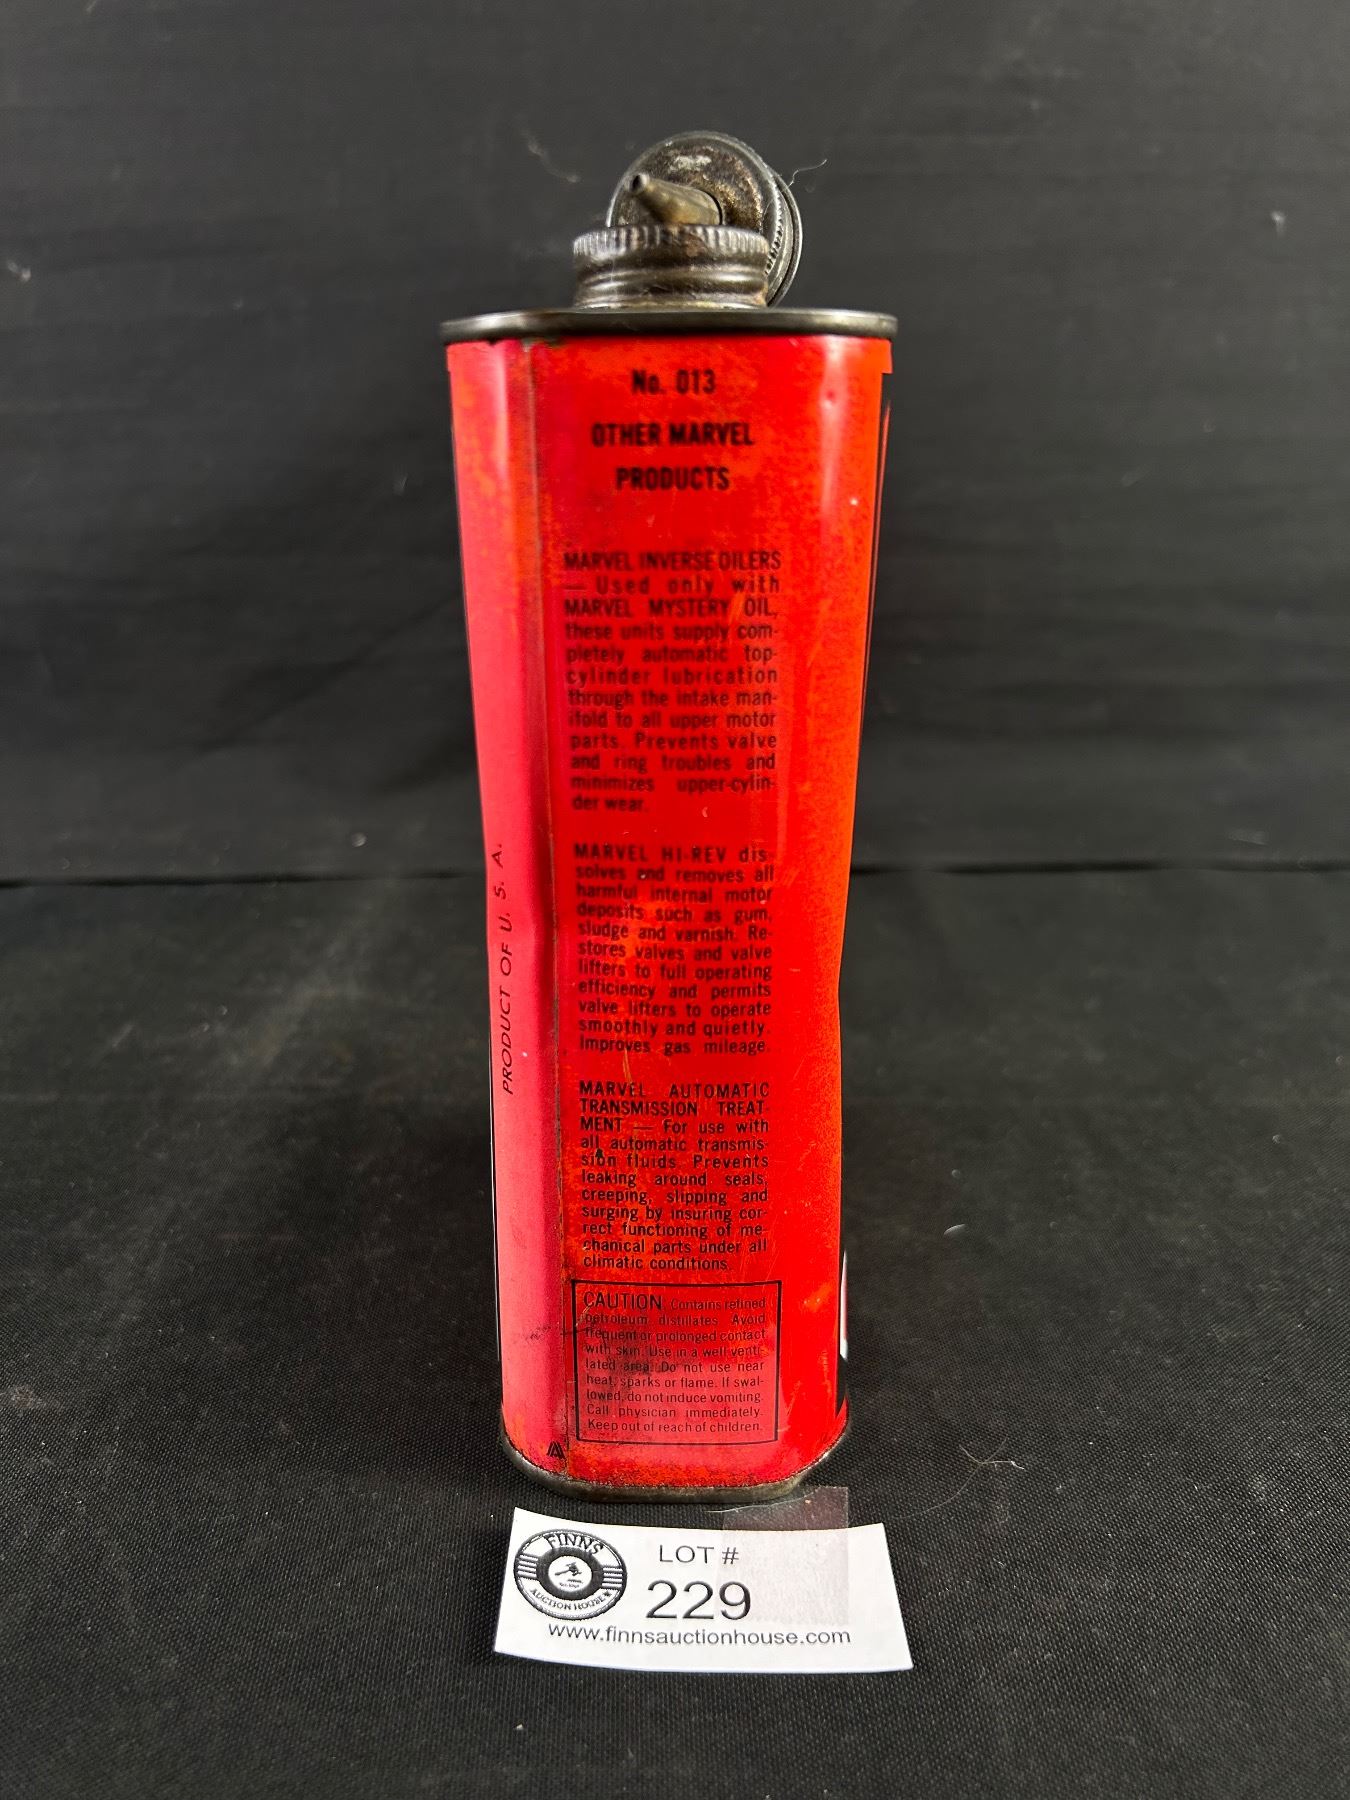 No. 013
OTHER MARVEL
PRODUCTS
MARVEL INVERSE OILERS
— Used only with
MARVEL MYSTERY OIL,
these units supply com-
pletely automatic top-
cylinder lubrication
through the intake man-
ifold to all upper motor
parts. Prevents valve
and ring troubles and
minimizes upper-cylin-
der wear.
MARVEL HI-REV dis-
solves and removes all
harmful internal motor
deposits such as gum,
sludge and varnish. Re-
stores valves and valve
lifters to full operating
efficiency and permits
valve lifters to operate
smoothly and quietly.
Improves gas mileage.
MARVEL AUTOMATIC
TRANSMISSION TREAT-
MENT — For use with
all automatic transmis-
sion fluids. Prevents
leaking around seals,
creeping, slipping and
surging by insuring cor-
rect functioning of me-
chanical parts under all
climatic conditions.
CAUTION: Contains refined
petroleum distillates. Avoid
frequent or prolonged contact
with skin. Use in a well venti-
lated area. Do not use near
heat, sparks or flame. If swal-
lowed, do not induce vomiting.
Call physician immediately.
Keep out of reach of children.
PRODUCT OF U. S. A.
FINNS
AUCTION HOUSE
LOT #
229
www.finnsauctionhouse.com